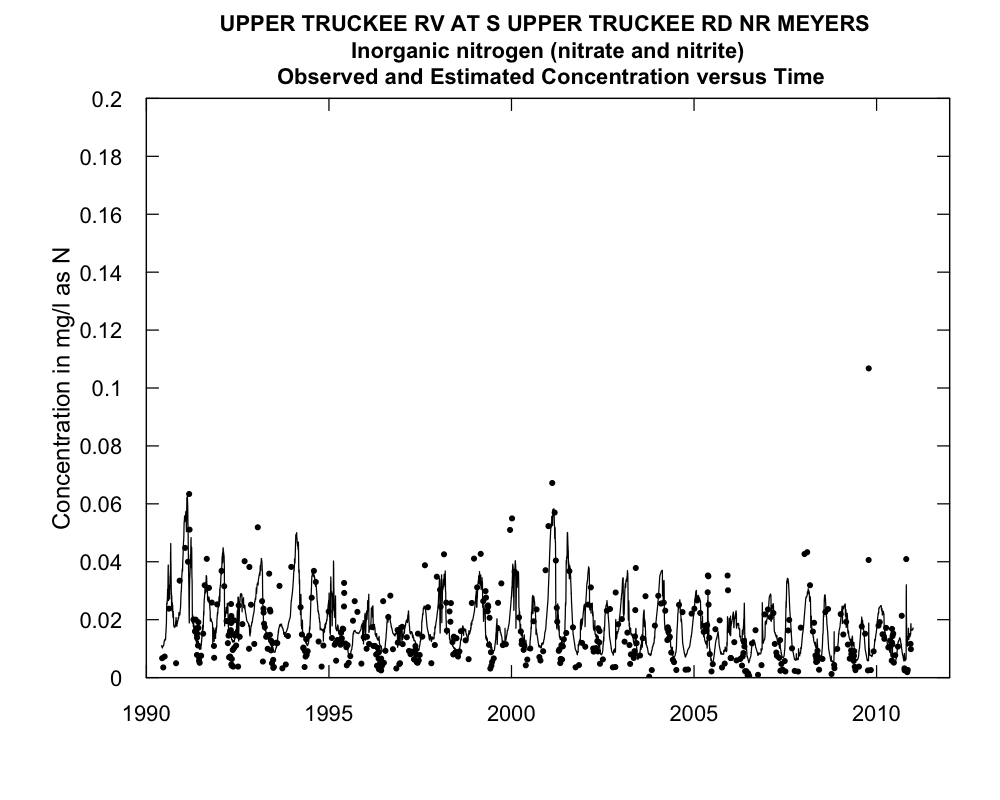 UPPER TRUCKEE RV AT S UPPER TRUCKEE RD NR MEYERS
Inorganic nitrogen (nitrate and nitrite)
Observed and Estimated Concentration versus Time
Concentration in mg/l as N
0.2
0.18
0.16
0.14
0.12
0.1
0.08
0.06
0.04
0.02
0
1990 1995 2000 2005 2010